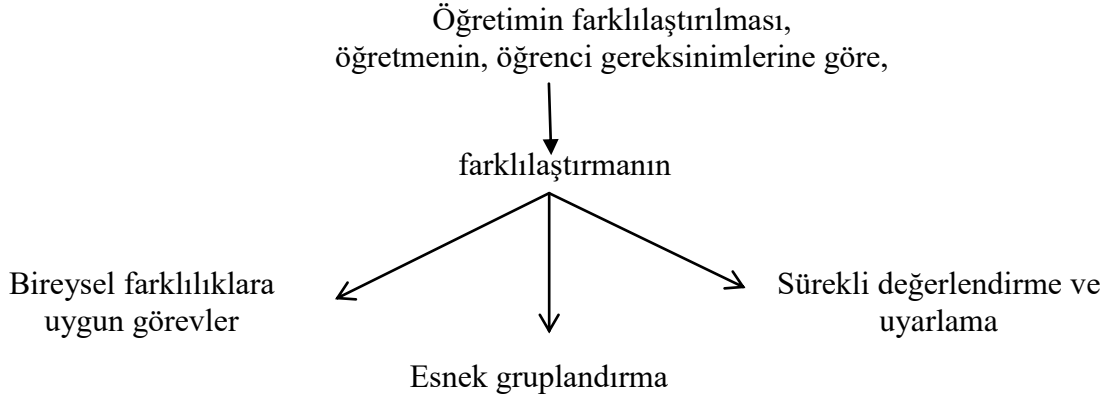 Öğretimin farklılaştırılması,
öğretmenin, öğrenci gereksinimlerine göre,
farklılaştırmanın
Bireysel farklılıklara
uygun görevler
Esnek gruplandırma
Sürekli değerlendirme ve
uyarlama